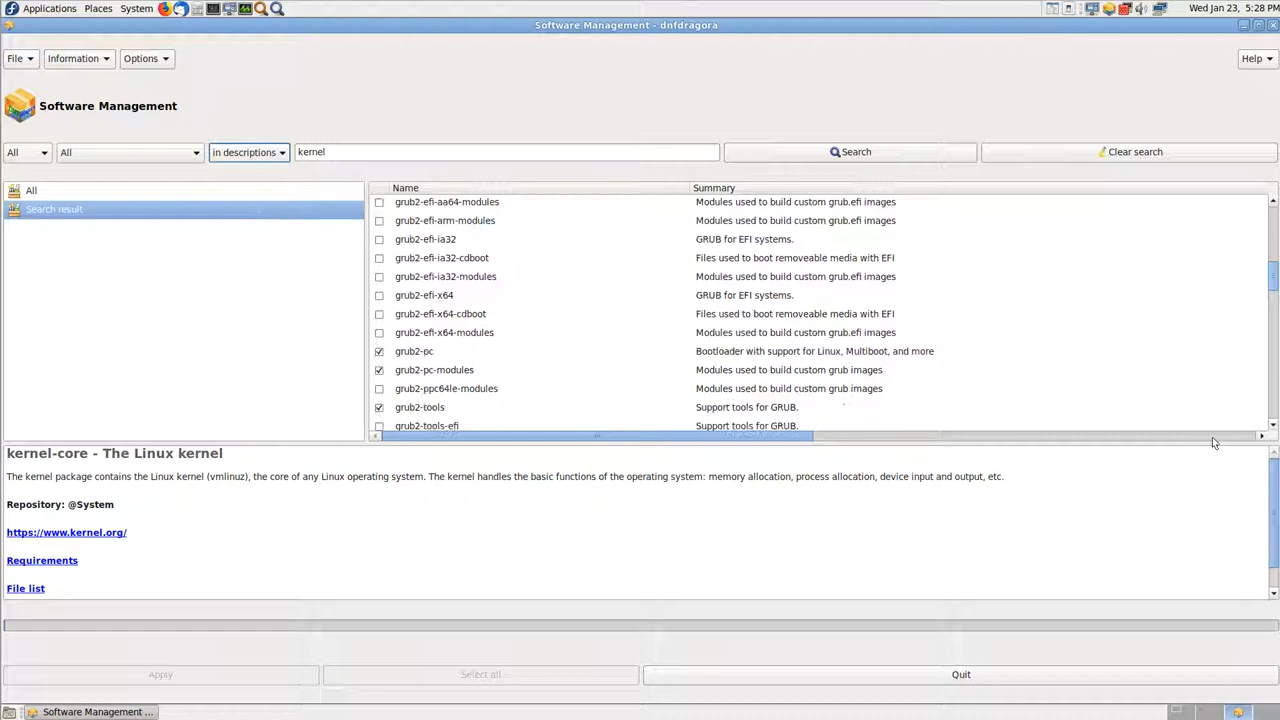 Applications Places System Wed Jan 23, 5:28 PM
Software Management - dnfdragora
File Information Options Help
Software Management
All All in descriptions kernel Search Clear search
All
Search result
Name Summary
grub2-efi-aa64-modules Modules used to build custom grub.efi images
grub2-efi-arm-modules Modules used to build custom grub.efi images
grub2-efi-ia32 GRUB for EFI systems.
grub2-efi-ia32-cdboot Files used to boot removeable media with EFI
grub2-efi-ia32-modules Modules used to build custom grub.efi images
grub2-efi-x64 GRUB for EFI systems.
grub2-efi-x64-cdboot Files used to boot removeable media with EFI
grub2-efi-x64-modules Modules used to build custom grub.efi images
grub2-pc Bootloader with support for Linux, Multiboot, and more
grub2-pc-modules Modules used to build custom grub images
grub2-ppc64le-modules Modules used to build custom grub images
grub2-tools Support tools for GRUB.
grub2-tools-efi Support tools for GRUB.
kernel-core - The Linux kernel
The kernel package contains the Linux kernel (vmlinuz), the core of any Linux operating system. The kernel handles the basic functions of the operating system: memory allocation, process allocation, device input and output, etc.
Repository: @System
https://www.kernel.org/
Requirements
File list
Apply Select all Quit
Software Management ...